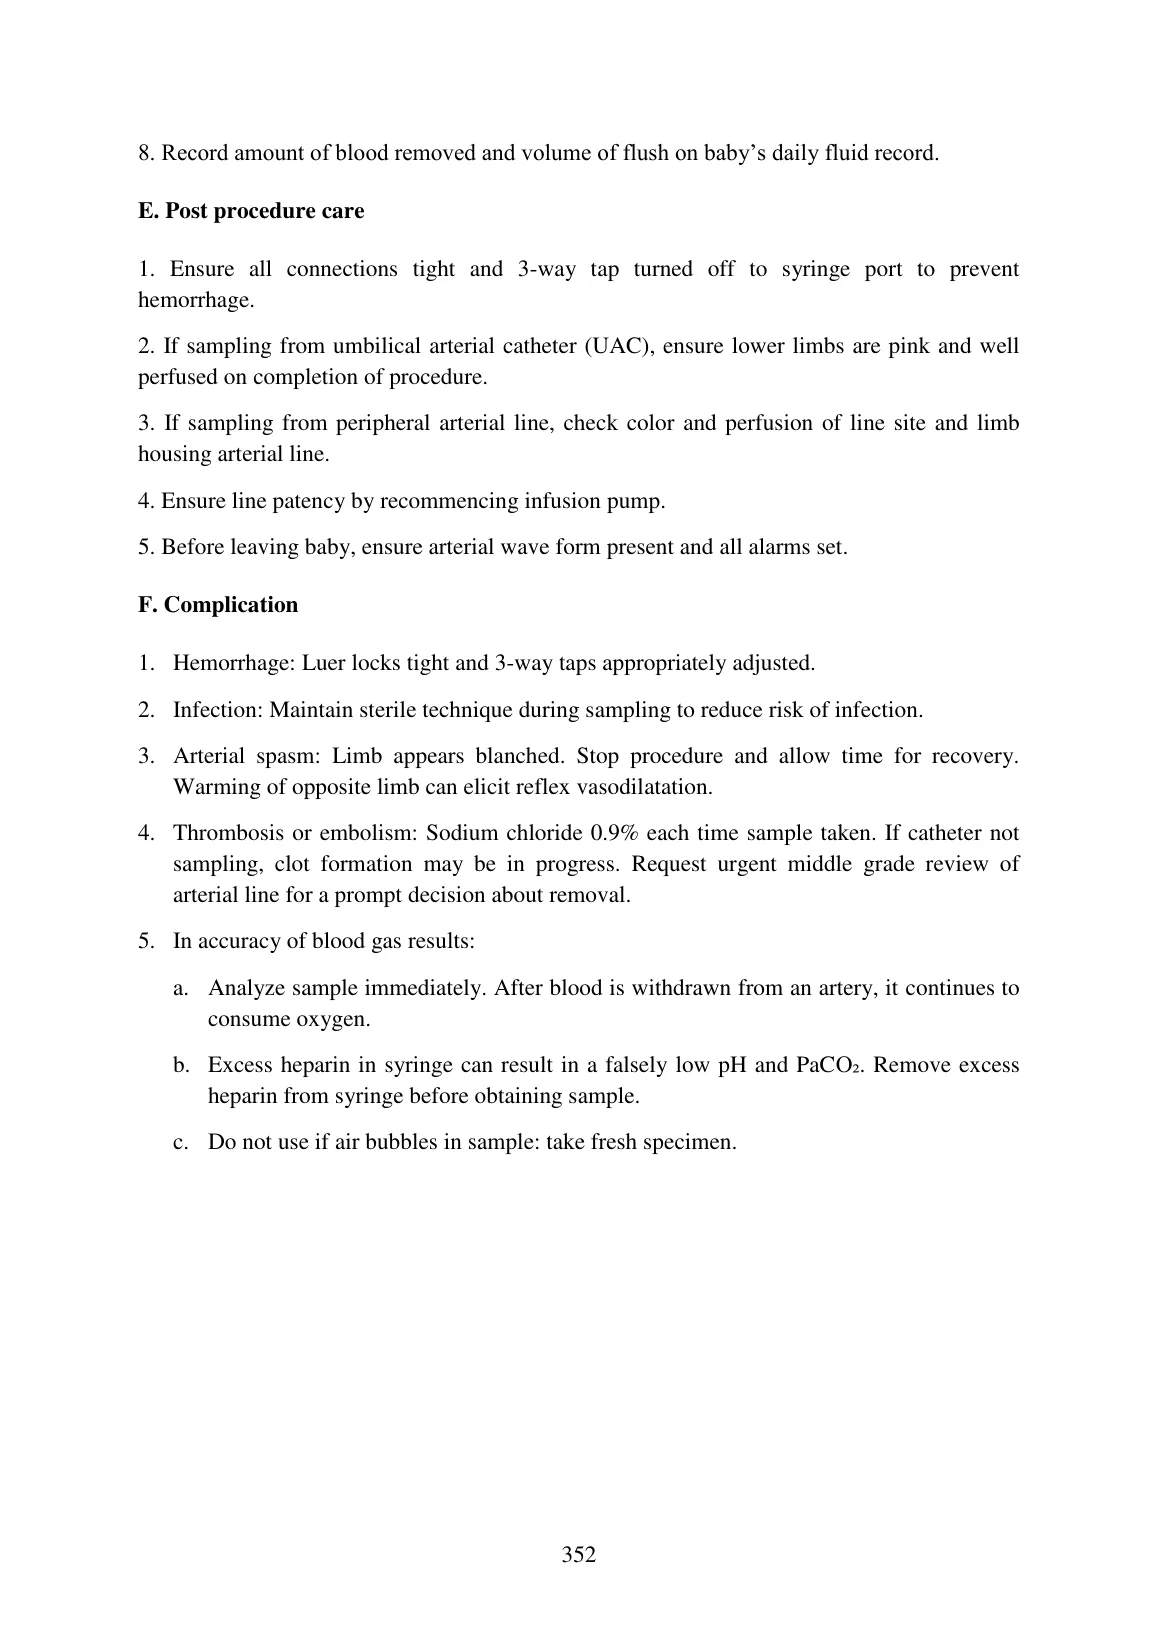 8. Record amount of blood removed and volume of flush on baby’s daily fluid record.
E. Post procedure care
1. Ensure all connections tight and 3-way tap turned off to syringe port to prevent
hemorrhage.
2. If sampling from umbilical arterial catheter (UAC), ensure lower limbs are pink and well
perfused on completion of procedure.
3. If sampling from peripheral arterial line, check color and perfusion of line site and limb
housing arterial line.
4. Ensure line patency by recommencing infusion pump.
5. Before leaving baby, ensure arterial wave form present and all alarms set.
F. Complication
1. Hemorrhage: Luer locks tight and 3-way taps appropriately adjusted.
2. Infection: Maintain sterile technique during sampling to reduce risk of infection.
3. Arterial spasm: Limb appears blanched. Stop procedure and allow time for recovery.
Warming of opposite limb can elicit reflex vasodilatation.
4. Thrombosis or embolism: Sodium chloride 0.9% each time sample taken. If catheter not
sampling, clot formation may be in progress. Request urgent middle grade review of
arterial line for a prompt decision about removal.
5. In accuracy of blood gas results:
a. Analyze sample immediately. After blood is withdrawn from an artery, it continues to
consume oxygen.
b. Excess heparin in syringe can result in a falsely low pH and PaCO₂. Remove excess
heparin from syringe before obtaining sample.
c. Do not use if air bubbles in sample: take fresh specimen.
352